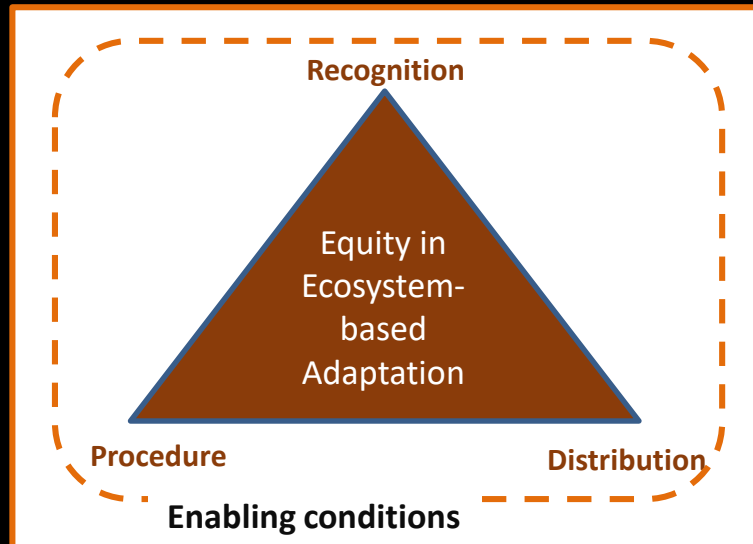 Recognition
Equity in
Ecosystem-
based
Adaptation
Procedure
Distribution
Enabling conditions